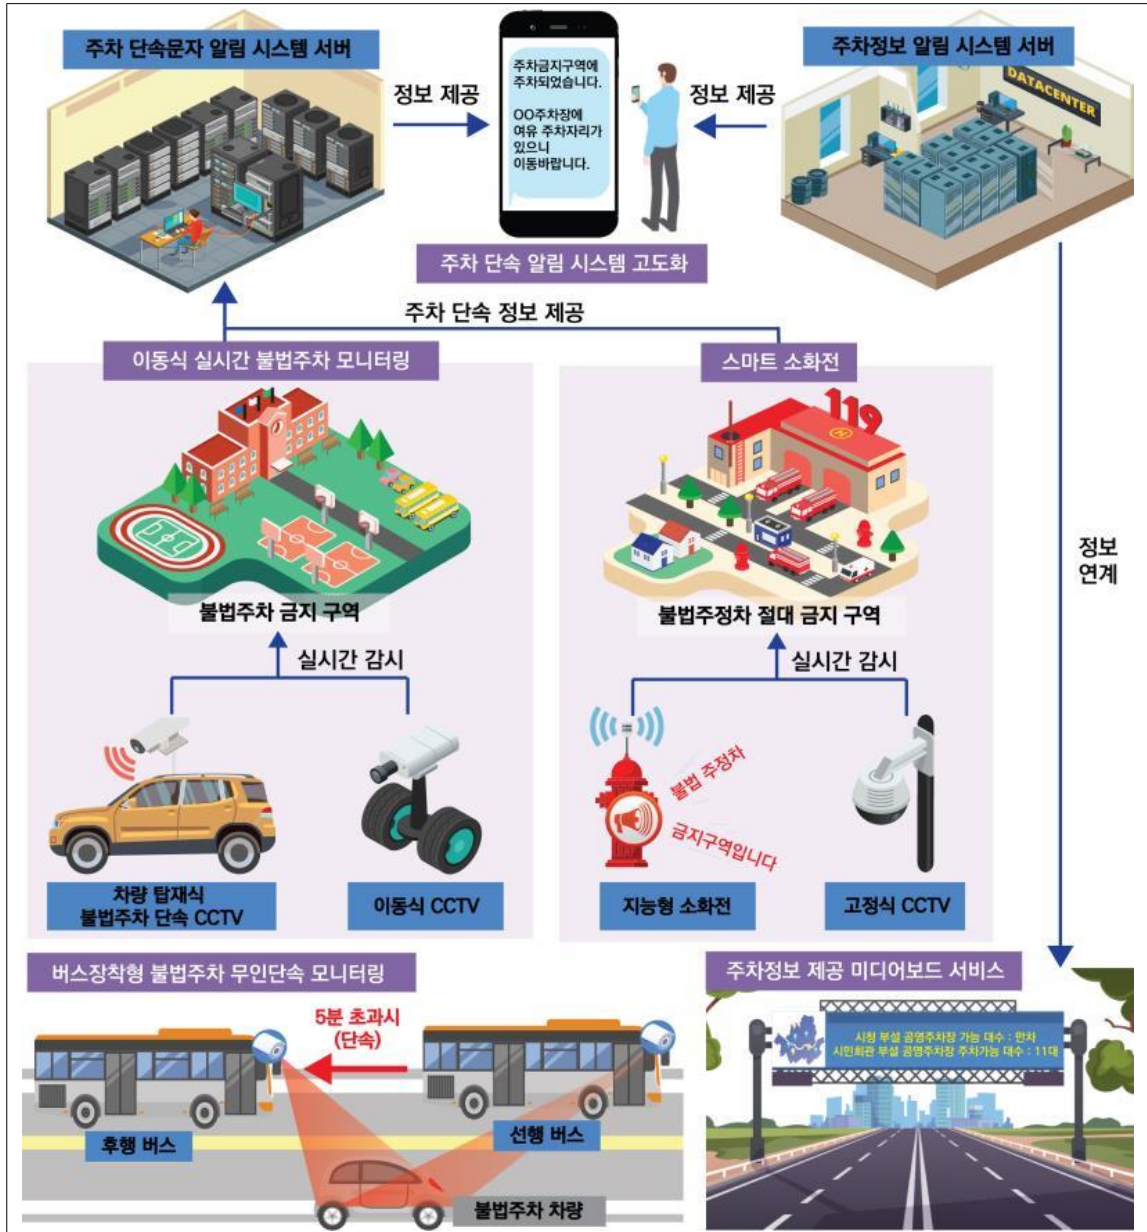 주차 단속문자 알림 시스템 서버
주차정보 알림 시스템 서버
정보 제공
주차금지구역에
주차되었습니다.
OO주차장에
여유 주차자리가
있으니
이동바랍니다.
정보 제공
DATACENTER
주차 단속 알림 시스템 고도화
주차 단속 정보 제공
이동식 실시간 불법주차 모니터링
스마트 소화전
119
H
정보
연계
불법주차 금지 구역
불법주정차 절대 금지 구역
실시간 감시
실시간 감시
불법 주정차
금지구역입니다
차량 탑재식
불법주차 단속 CCTV
이동식 CCTV
지능형 소화전
고정식 CCTV
버스장착형 불법주차 무인단속 모니터링
주차정보 제공 미디어보드 서비스
5분 초과시
(단속)
시청 부설 공영주차장 가능 대수 : 만차
시민회관 부설 공영주차장 주차가능 대수 : 11대
후행 버스
선행 버스
불법주차 차량